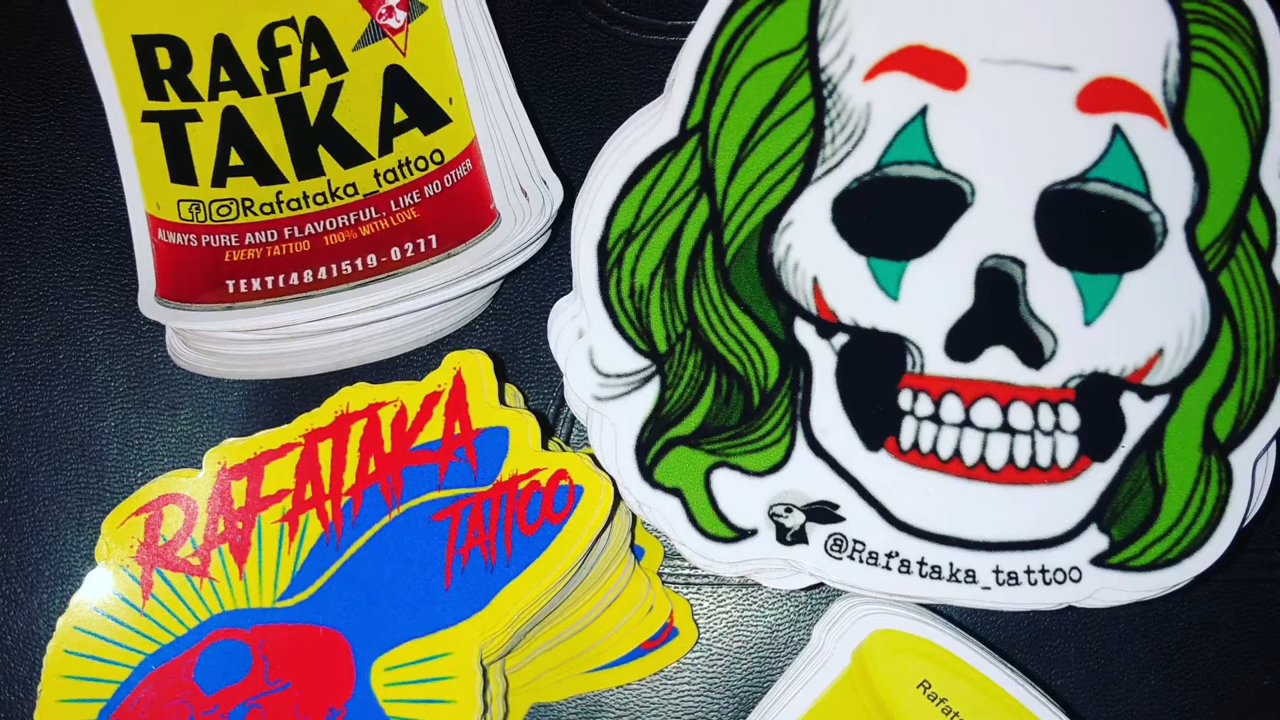 RAFA
TAKA
Rafataka_tattoo
ALWAYS PURE AND FLAVORFUL, LIKE NO OTHER
EVERY TATTOO 100% WITH LOVE
TEXT(484)519-0277
RAFATAKA
TATTOO
@Rafataka_tattoo